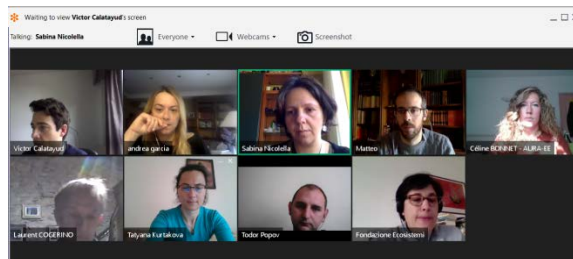 Waiting to view Victor Calatayud's screen
Talking: Sabina Nicolella
Everyone
Webcams
Screenshot
Victor Calatayud
andrea garcia
Sabina Nicolella
Matteo
Céline BONNET - AURA-EE
Laurent COGERINO
Tatyana Kurtakova
Todor Popov
Fondazione Ecosistemi